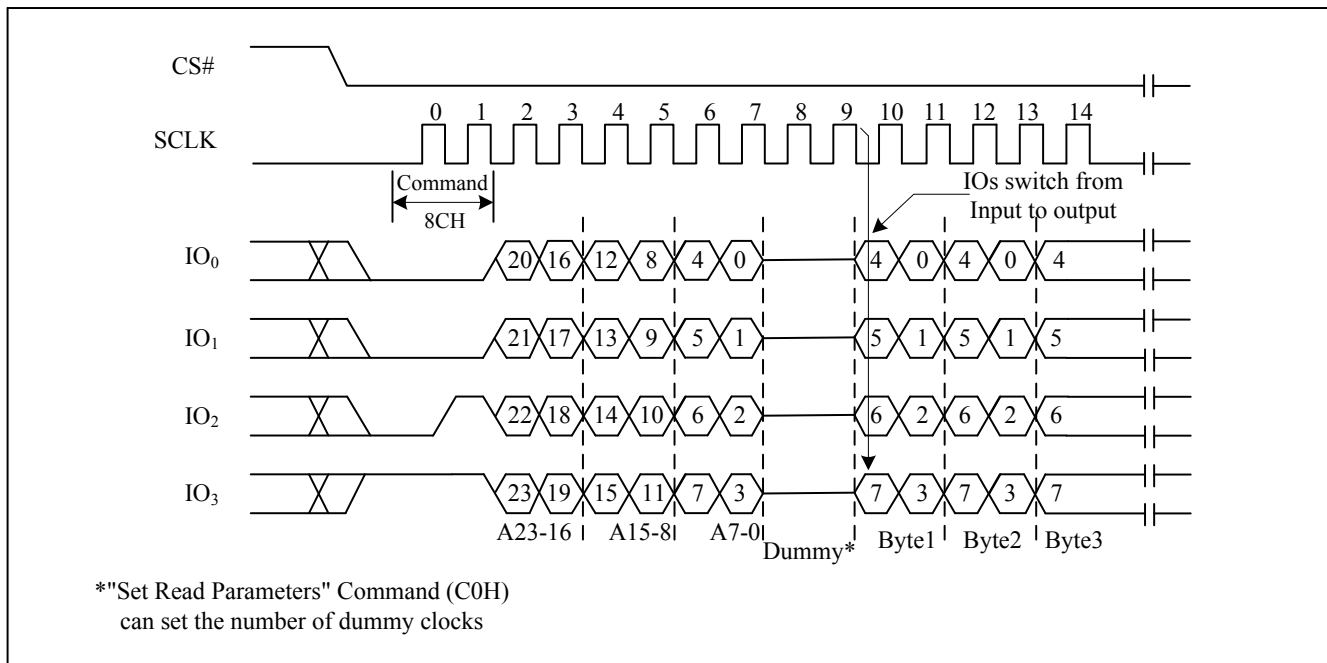 CS#
0 1 2 3 4 5 6 7 8 9 10 11 12 13 14
SCLK
Command
8CH
IOs switch from
Input to output
IO0 20 16 12 8 4 0 4 0 4 0 4
IO1 21 17 13 9 5 1 5 1 5 1 5
IO2 22 18 14 10 6 2 6 2 6 2 6
IO3 23 19 15 11 7 3 7 3 7 3 7
A23-16 A15-8 A7-0 Dummy* Byte1 Byte2 Byte3
*"Set Read Parameters" Command (C0H)
can set the number of dummy clocks